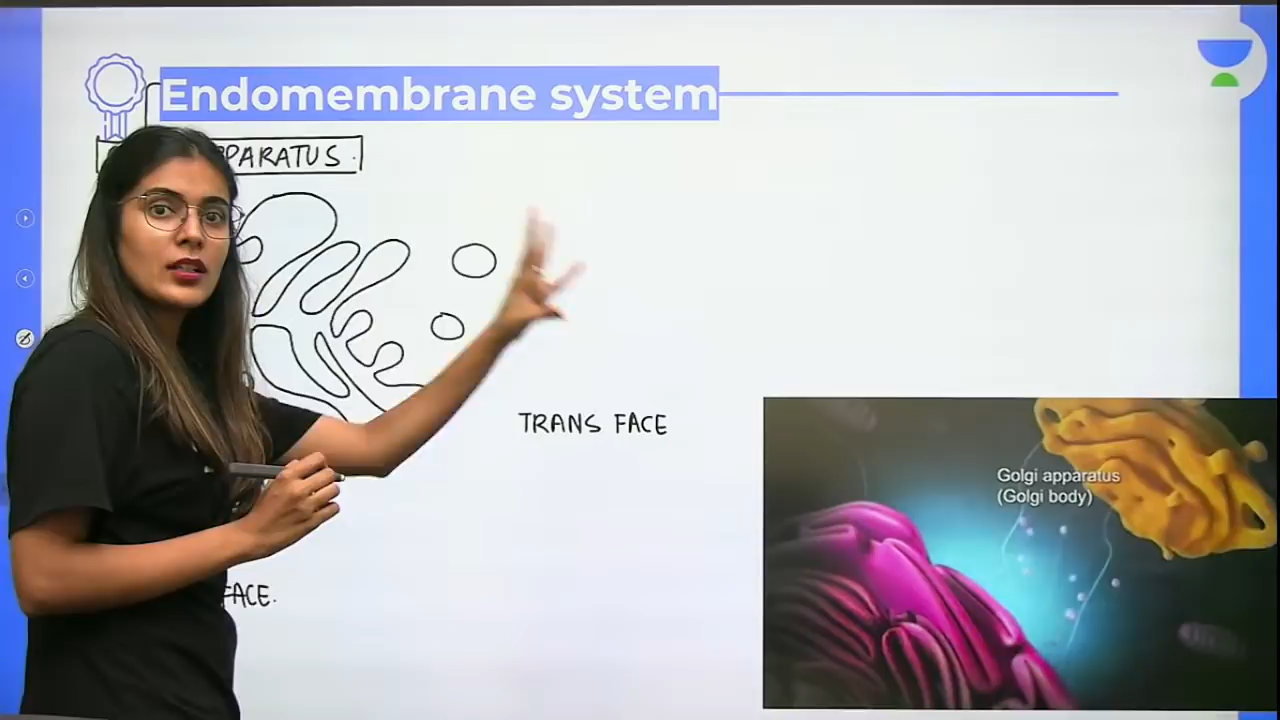 Endomembrane system
PPARATUS.
TRANS FACE
Golgi apparatus
(Golgi body)
FACE.